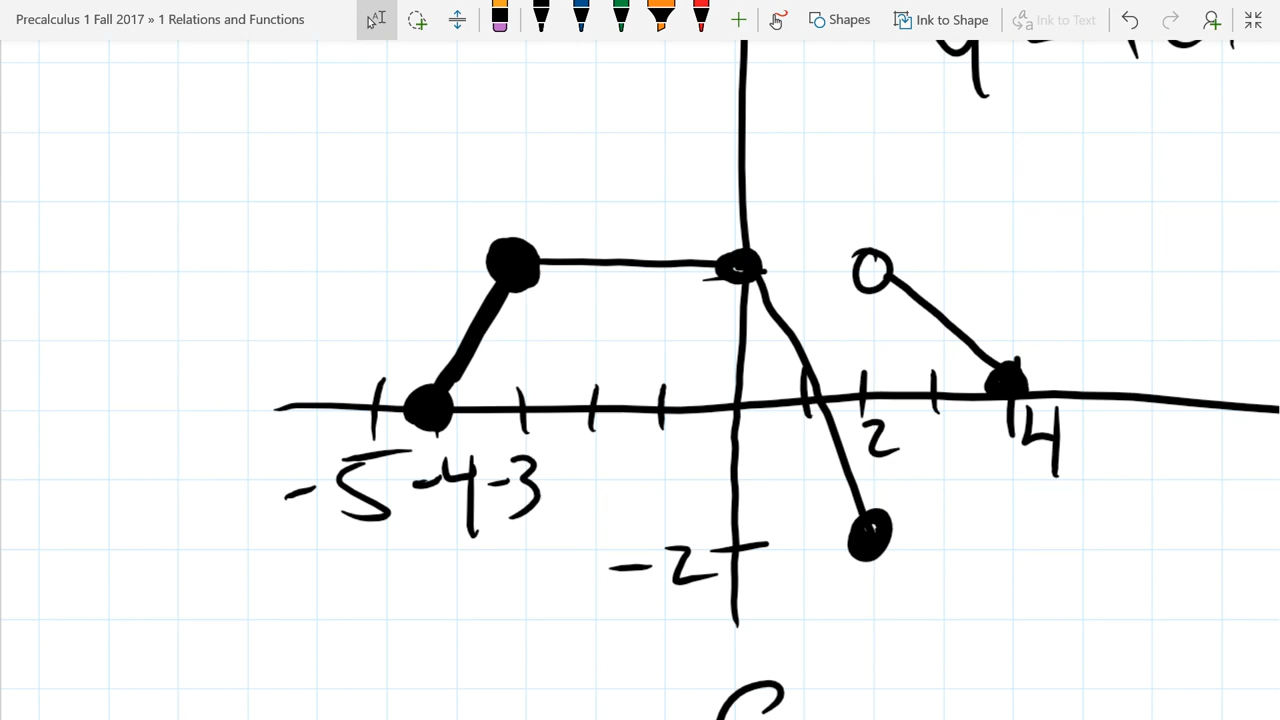 Precalculus 1 Fall 2017 » 1 Relations and Functions
Shapes
Ink to Shape
Ink to Text
2
4
-5 -4 -3
-2